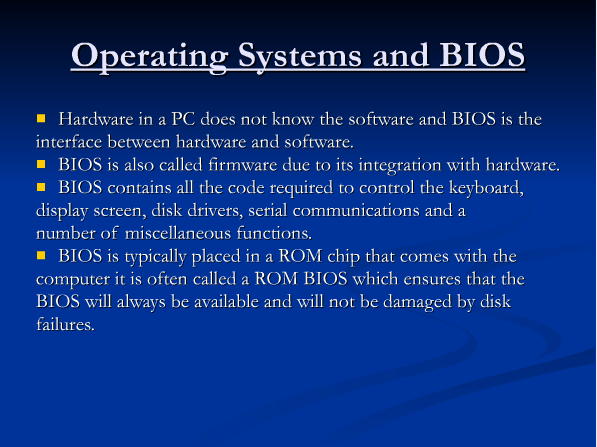 Operating Systems and BIOS
Hardware in a PC does not know the software and BIOS is the
interface between hardware and software.
BIOS is also called firmware due to its integration with hardware.
BIOS contains all the code required to control the keyboard,
display screen, disk drivers, serial communications and a
number of miscellaneous functions.
BIOS is typically placed in a ROM chip that comes with the
computer it is often called a ROM BIOS which ensures that the
BIOS will always be available and will not be damaged by disk
failures.